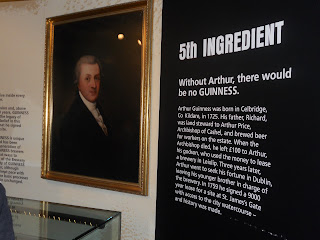 5th INGREDIENT
Without Arthur, there would
be no GUINNESS.
Arthur Guinness was born in Celbridge,
Co Kildare, in 1725. His father, Richard,
was land steward to Arthur Price,
Archbishop of Cashel, and brewed beer
for workers on the estate. When the
Archbishop died, he left £100 to Arthur,
his godson, who used the money to lease
a brewery in Leixlip. Three years later,
Arthur went to seek his fortune in Dublin,
leaving his younger brother in charge of
the brewery. In 1759 he signed a 9000
year lease for a site at St. James's Gate
with access to the city watercourse –
and history was made.